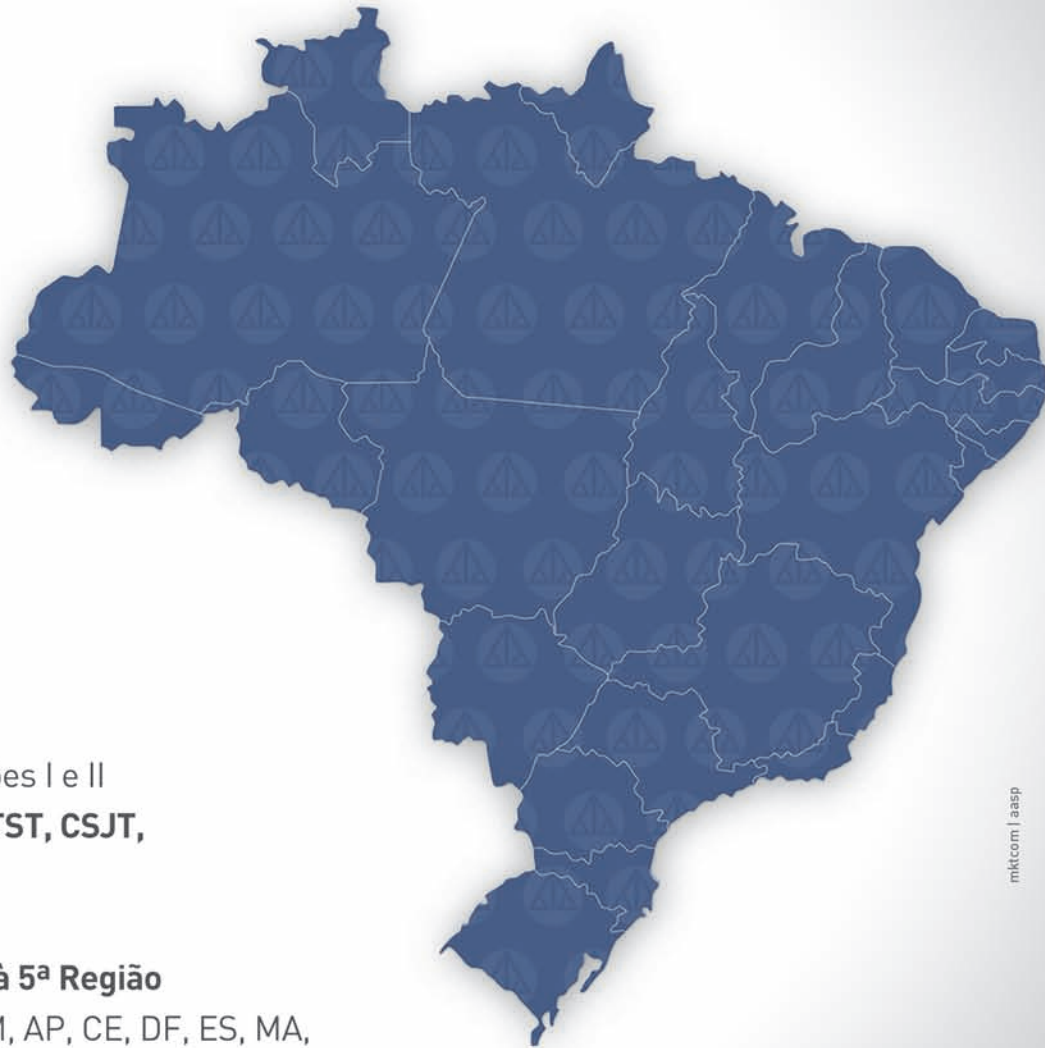 es I e II
TST, CSJT,
à 5ª Região
, AP, CE, DF, ES, MA,
mktcom | aasp